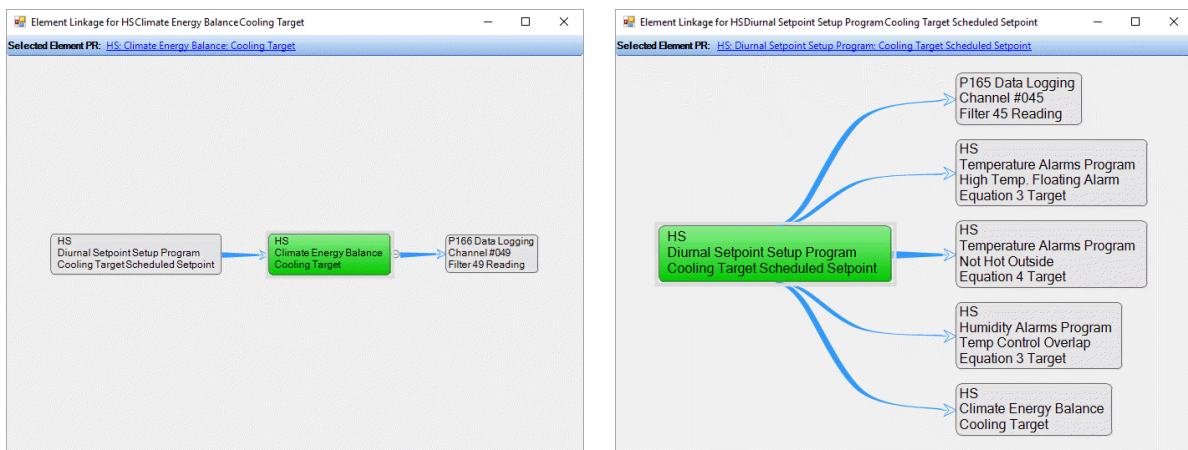 Element Linkage for HSClimate Energy BalanceCooling Target
Selected Element PR: HS: Climate Energy Balance: Cooling Target
HS
Diurnal Setpoint Setup Program
Cooling Target Scheduled Setpoint
HS
Climate Energy Balance
Cooling Target
P166 Data Logging
Channel #049
Filter 49 Reading
Element Linkage for HSDiurnal Setpoint Setup ProgramCooling Target Scheduled Setpoint
Selected Element PR: HS: Diurnal Setpoint Setup Program: Cooling Target Scheduled Setpoint
HS
Diurnal Setpoint Setup Program
Cooling Target Scheduled Setpoint
P165 Data Logging
Channel #045
Filter 45 Reading
HS
Temperature Alarms Program
High Temp. Floating Alarm
Equation 3 Target
HS
Temperature Alarms Program
Not Hot Outside
Equation 4 Target
HS
Humidity Alarms Program
Temp Control Overlap
Equation 3 Target
HS
Climate Energy Balance
Cooling Target